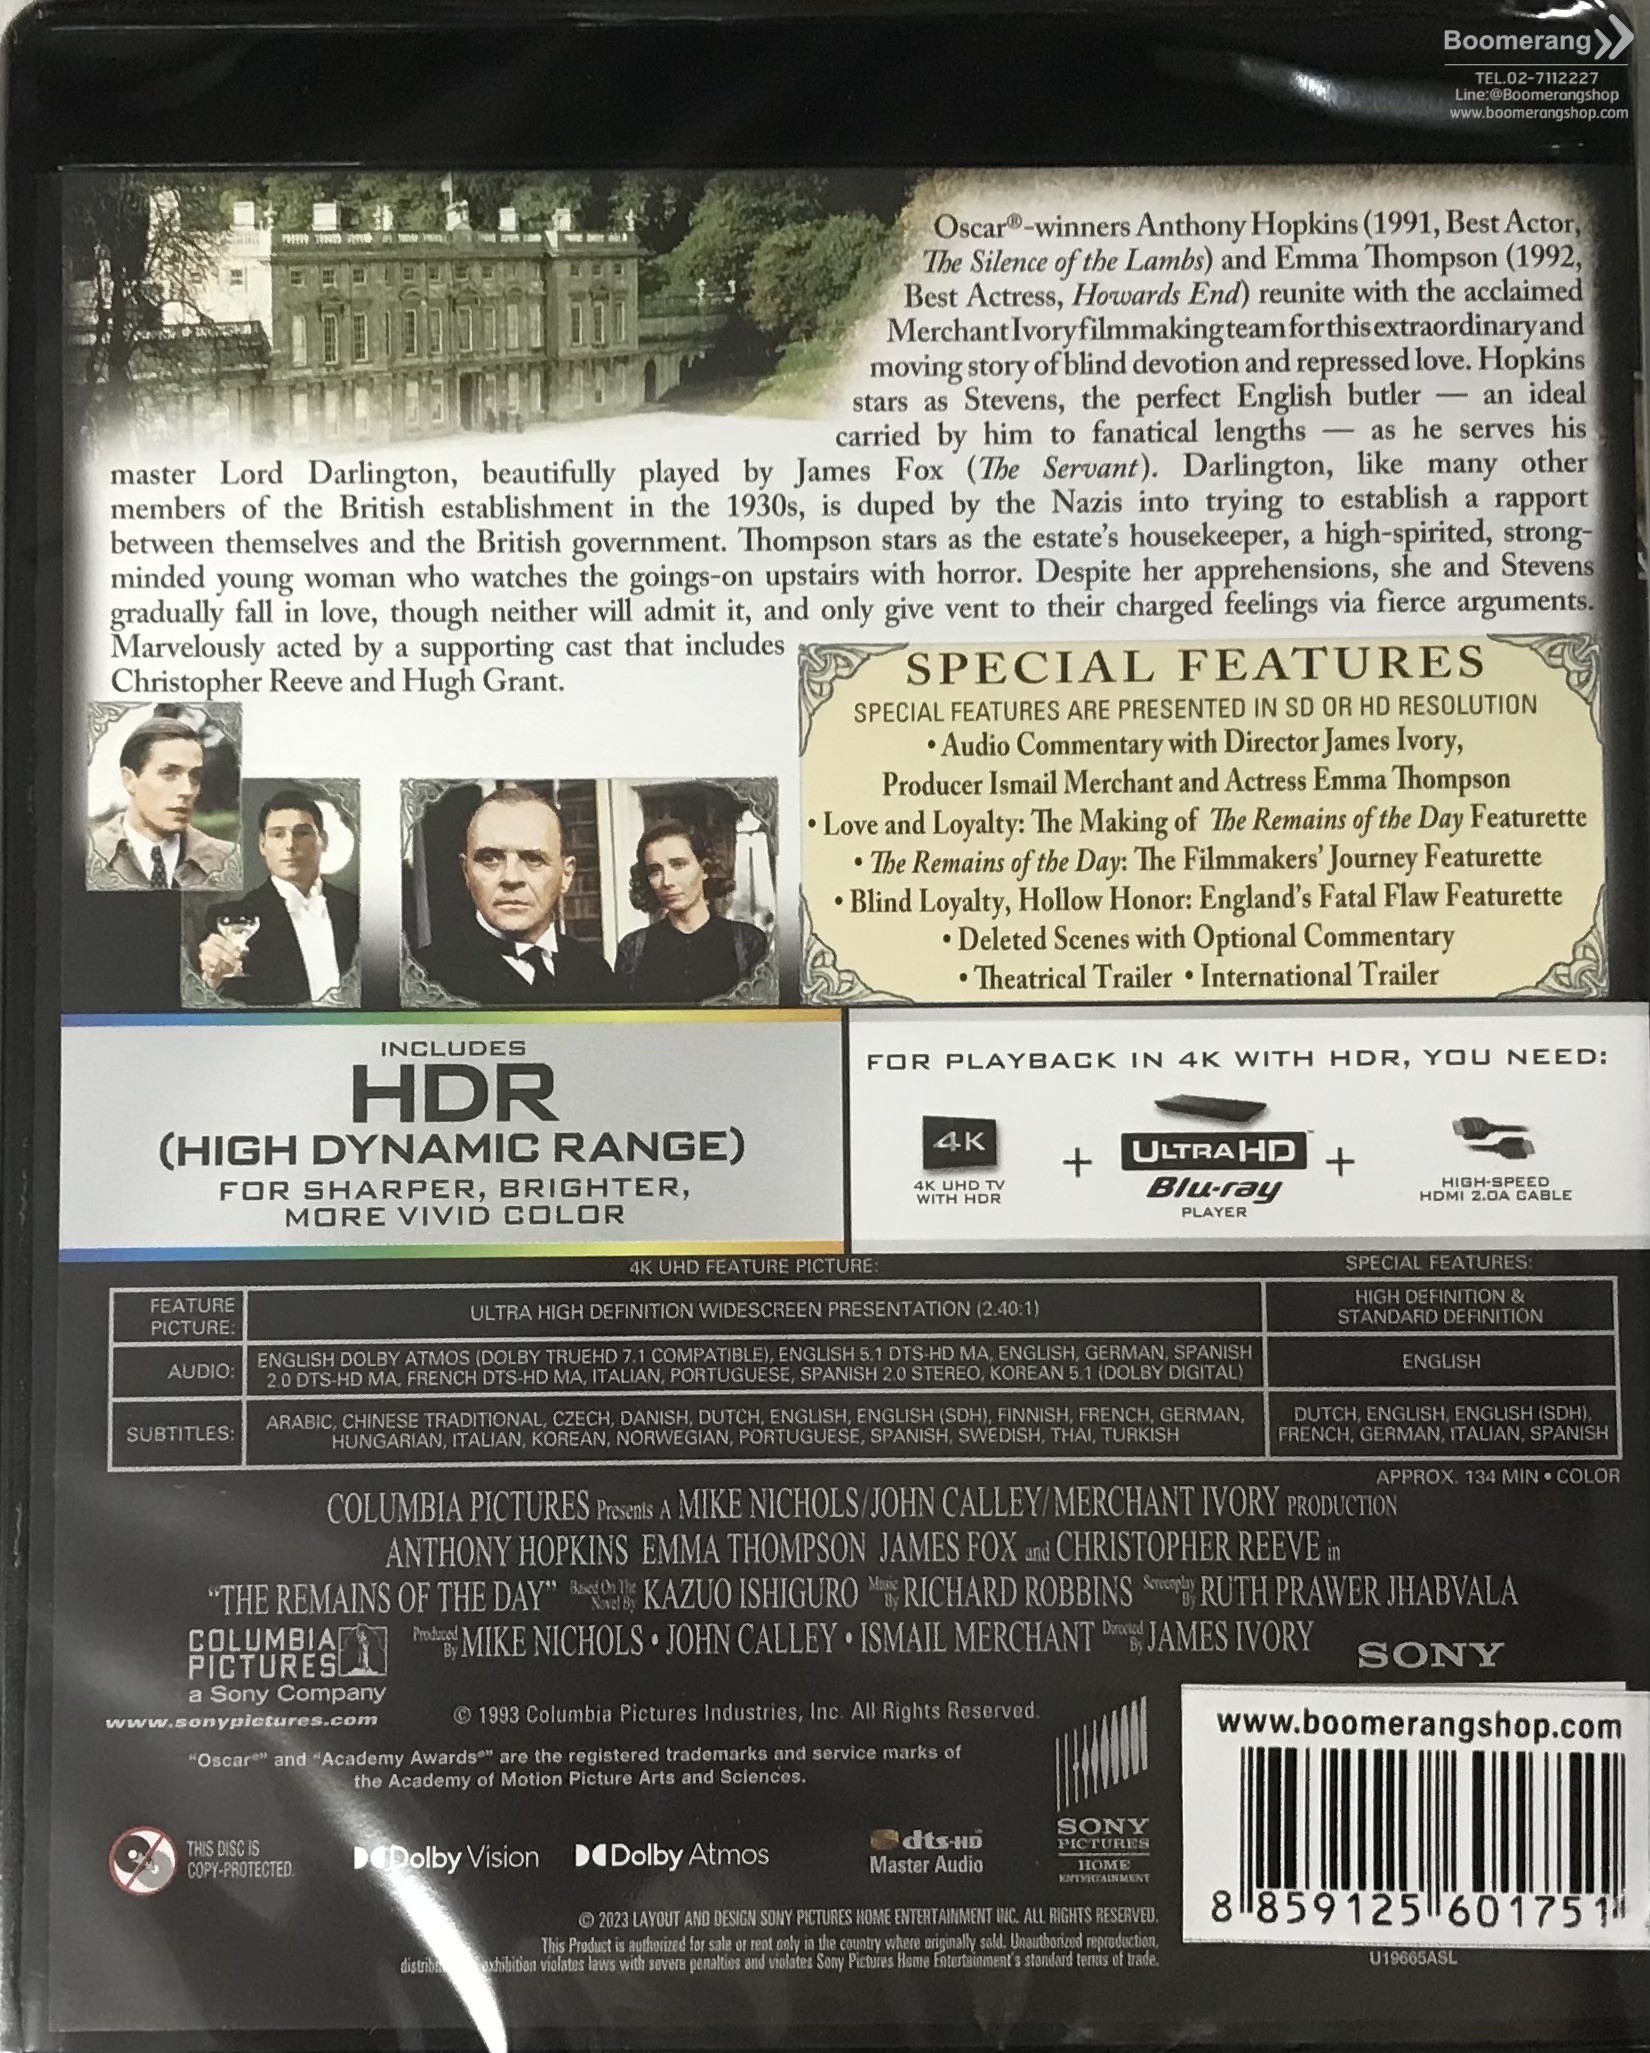 Boomerang
TEL.02-7112227
Line:@Boomerangshop
www.boomerangshop.com
Oscar®-winners Anthony Hopkins (1991, Best Actor,
The Silence of the Lambs) and Emma Thompson (1992,
Best Actress, Howards End) reunite with the acclaimed
Merchant Ivory filmmaking team for this extraordinary and
moving story of blind devotion and repressed love. Hopkins
stars as Stevens, the perfect English butler — an ideal
carried by him to fanatical lengths — as he serves his
master Lord Darlington, beautifully played by James Fox (The Servant). Darlington, like many other
members of the British establishment in the 1930s, is duped by the Nazis into trying to establish a rapport
between themselves and the British government. Thompson stars as the estate's housekeeper, a high-spirited, strong-
minded young woman who watches the goings-on upstairs with horror. Despite her apprehensions, she and Stevens
gradually fall in love, though neither will admit it, and only give vent to their charged feelings via fierce arguments.
Marvelously acted by a supporting cast that includes
Christopher Reeve and Hugh Grant.
SPECIAL FEATURES
SPECIAL FEATURES ARE PRESENTED IN SD OR HD RESOLUTION
• Audio Commentary with Director James Ivory,
Producer Ismail Merchant and Actress Emma Thompson
• Love and Loyalty: The Making of The Remains of the Day Featurette
• The Remains of the Day: The Filmmakers' Journey Featurette
• Blind Loyalty, Hollow Honor: England's Fatal Flaw Featurette
• Deleted Scenes with Optional Commentary
• Theatrical Trailer • International Trailer
INCLUDES
HDR
(HIGH DYNAMIC RANGE)
FOR SHARPER, BRIGHTER,
MORE VIVID COLOR
FOR PLAYBACK IN 4K WITH HDR, YOU NEED:
4K
4K UHD TV
WITH HDR
+
ULTRA HD
Blu-ray
PLAYER
+
HIGH-SPEED
HDMI 2.0A CABLE
4K UHD FEATURE PICTURE:
SPECIAL FEATURES:
FEATURE
PICTURE:
ULTRA HIGH DEFINITION WIDESCREEN PRESENTATION (2.40:1)
HIGH DEFINITION &
STANDARD DEFINITION
AUDIO:
ENGLISH DOLBY ATMOS (DOLBY TRUEHD 7.1 COMPATIBLE), ENGLISH 5.1 DTS-HD MA, ENGLISH, GERMAN, SPANISH
2.0 DTS-HD MA, FRENCH DTS-HD MA, ITALIAN, PORTUGUESE, SPANISH 2.0 STEREO, KOREAN 5.1 (DOLBY DIGITAL)
ENGLISH
SUBTITLES:
ARABIC, CHINESE TRADITIONAL, CZECH, DANISH, DUTCH, ENGLISH, ENGLISH (SDH), FINNISH, FRENCH, GERMAN,
HUNGARIAN, ITALIAN, KOREAN, NORWEGIAN, PORTUGUESE, SPANISH, SWEDISH, THAI, TURKISH
DUTCH, ENGLISH, ENGLISH (SDH),
FRENCH, GERMAN, ITALIAN, SPANISH
APPROX. 134 MIN • COLOR
COLUMBIA PICTURES Presents A MIKE NICHOLS/JOHN CALLEY/MERCHANT IVORY PRODUCTION
ANTHONY HOPKINS EMMA THOMPSON JAMES FOX and CHRISTOPHER REEVE in
"THE REMAINS OF THE DAY" Based On The Novel By KAZUO ISHIGURO Music By RICHARD ROBBINS Screenplay By RUTH PRAWER JHABVALA
Produced By MIKE NICHOLS • JOHN CALLEY • ISMAIL MERCHANT Directed By JAMES IVORY
COLUMBIA
PICTURES
a Sony Company
www.sonypictures.com
SONY
© 1993 Columbia Pictures Industries, Inc. All Rights Reserved.
"Oscar®" and "Academy Awards®" are the registered trademarks and service marks of
the Academy of Motion Picture Arts and Sciences.
THIS DISC IS
COPY-PROTECTED.
Dolby Vision
Dolby Atmos
dts-HD
Master Audio
SONY
PICTURES
HOME
ENTERTAINMENT
www.boomerangshop.com
8 859125 601751
© 2023 LAYOUT AND DESIGN SONY PICTURES HOME ENTERTAINMENT INC. ALL RIGHTS RESERVED.
This Product is authorized for sale or rent only in the country where originally sold. Unauthorized reproduction,
exhibition violates laws with severe penalties and violates Sony Pictures Home Entertainment's standard terms of trade.
U19665ASL